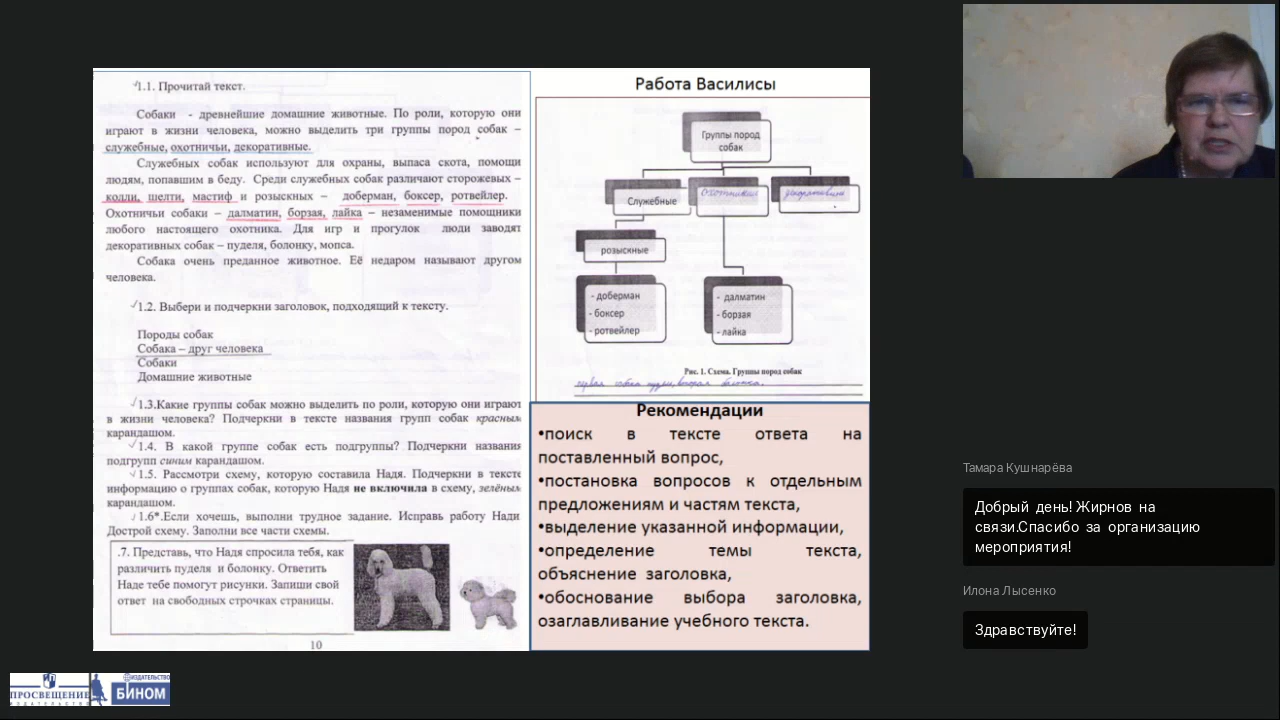 1.1. Прочитай текст.
Собаки - древнейшие домашние животные. По роли, которую они
играют в жизни человека, можно выделить три группы пород собак –
служебные, охотничьи, декоративные.
Служебных собак используют для охраны, выпаса скота, помощи
людям, попавшим в беду. Среди служебных собак различают сторожевых –
колли, шелти, мастиф и розыскных - доберман, боксер, ротвейлер.
Охотничьи собаки – далматин, борзая, лайка – незаменимые помощники
любого настоящего охотника. Для игр и прогулок люди заводят
декоративных собак – пуделя, болонку, мопса.
Собака очень преданное животное. Её недаром называют другом
человека.
1.2. Выбери и подчеркни заголовок, подходящий к тексту.
Породы собак
Собака – друг человека
Собаки
Домашние животные
1.3.Какие группы собак можно выделить по роли, которую они играют
в жизни человека? Подчеркни в тексте названия групп собак красным
карандашом.
1.4. В какой группе собак есть подгруппы? Подчеркни названия
подгрупп синим карандашом.
1.5. Рассмотри схему, которую составила Надя. Подчеркни в тексте
информацию о группах собак, которую Надя не включила в схему, зелёным
карандашом.
1.6*.Если хочешь, выполни трудное задание. Исправь работу Нади
Дострой схему. Заполни все части схемы.
.7. Представь, что Надя спросила тебя, как
различить пуделя и болонку. Ответить
Наде тебе помогут рисунки. Запиши свой
ответ на свободных строчках страницы.
10
Работа Василисы
Группы пород
собак
Служебные
розыскные
- доберман
- боксер
- ротвейлер
- далматин
- борзая
- лайка
Рис. 1. Схема. Группы пород собак
Рекомендации
•поиск в тексте ответа на
поставленный вопрос,
•постановка вопросов к отдельным
предложениям и частям текста,
•выделение указанной информации,
•определение темы текста,
объяснение заголовка,
•обоснование выбора заголовка,
озаглавливание учебного текста.
Тамара Кушнарёва
Добрый день! Жирнов на
связи.Спасибо за организацию
мероприятия!
Илона Лысенко
Здравствуйте!
ПРОСВЕЩЕНИЕ
ИЗДАТЕЛЬСТВО
ИЗДАТЕЛЬСТВО
БИНОМ